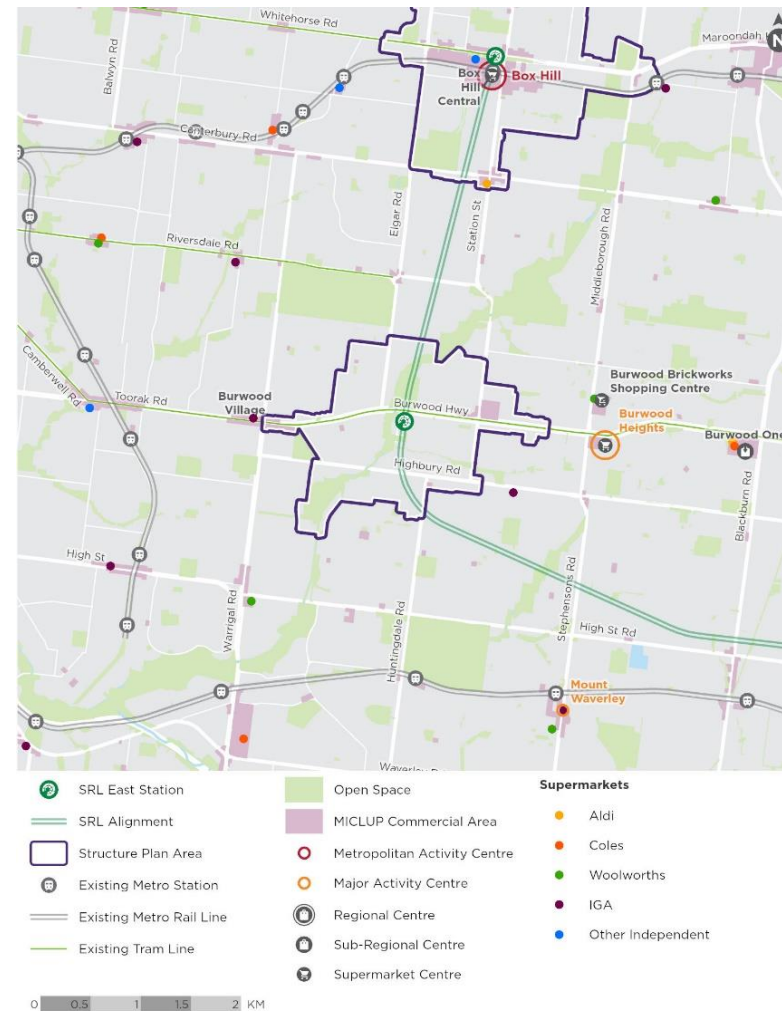 Whitehorse Rd
Maroondah
N
Balwyn Rd
Box
Hill
Central
Box Hill
Canterbury Rd
Elgar Rd
Station St
Middleborough Rd
Riversdale Rd
Camberwell Rd
Toorak Rd
Burwood
Village
Burwood Hwy
Burwood Brickworks
Shopping Centre
Burwood
Heights
Burwood One
Highbury Rd
Blackburn Rd
High St
Warrigal Rd
Huntingdale Rd
Stephensons Rd
High St Rd
Mount
Waverley
Waverley
SRL East Station
SRL Alignment
Structure Plan Area
Existing Metro Station
Existing Metro Rail Line
Existing Tram Line
Open Space
MICLUP Commercial Area
Metropolitan Activity Centre
Major Activity Centre
Regional Centre
Sub-Regional Centre
Supermarket Centre
Supermarkets
Aldi
Coles
Woolworths
IGA
Other Independent
0 0.5 1 1.5 2 KM